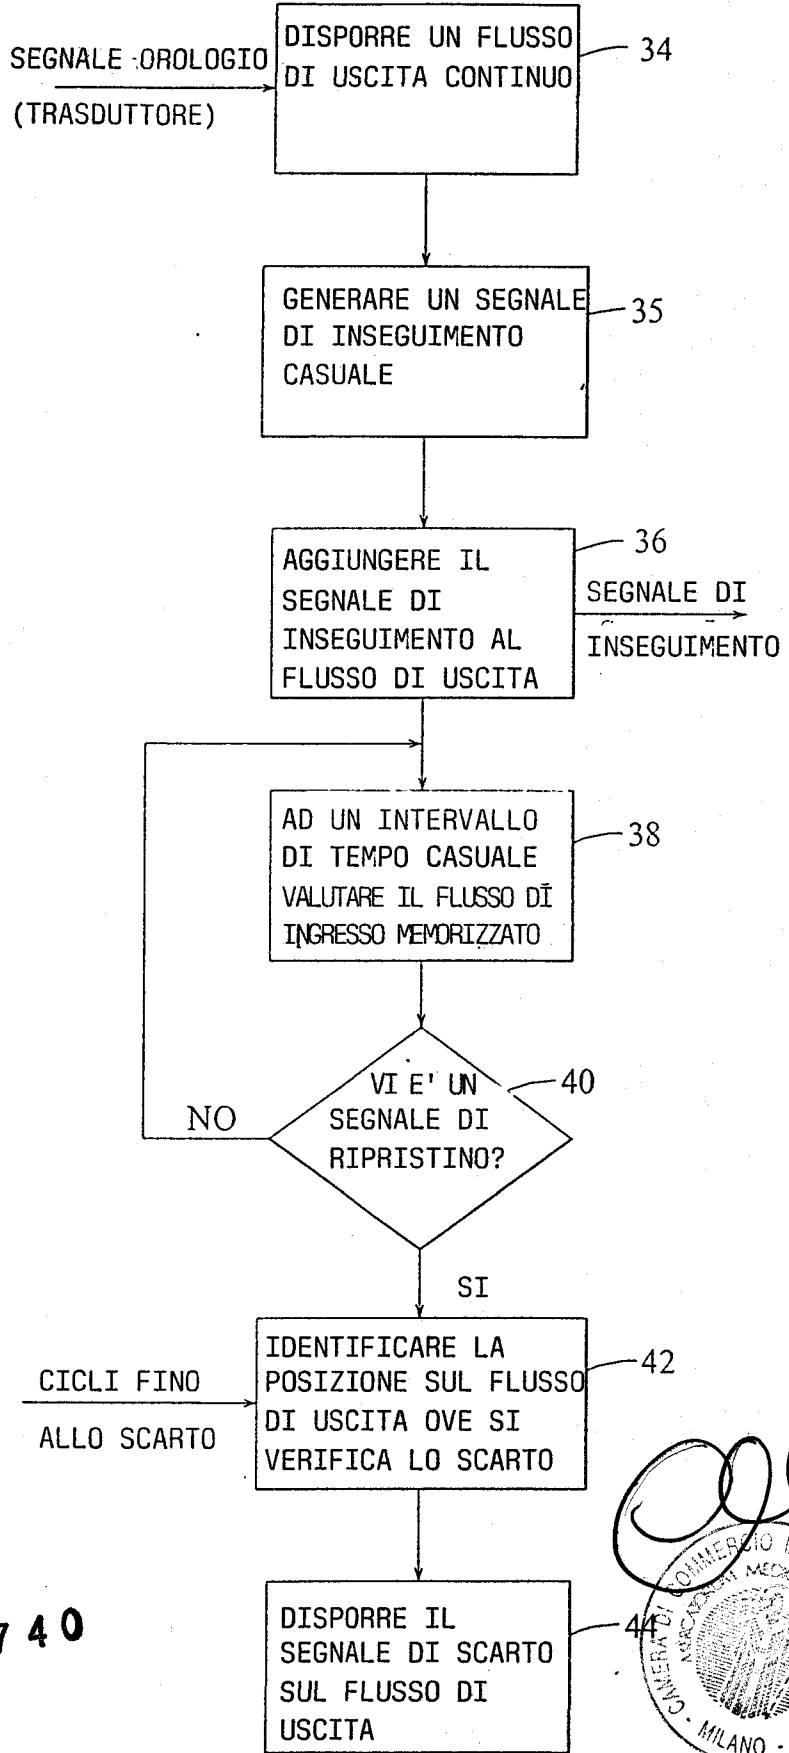 DISPORRE UN FLUSSO
DI USCITA CONTINUO
34
SEGNALE OROLOGIO
(TRASDUTTORE)
GENERARE UN SEGNALE
DI INSEGUIMENTO
CASUALE
35
AGGIUNGERE IL
SEGNALE DI
INSEGUIMENTO AL
FLUSSO DI USCITA
36
SEGNALE DI
INSEGUIMENTO
AD UN INTERVALLO
DI TEMPO CASUALE
VALUTARE IL FLUSSO DI
INGRESSO MEMORIZZATO
38
VI E' UN
SEGNALE DI
RIPRISTINO?
40
NO
SI
IDENTIFICARE LA
POSIZIONE SUL FLUSSO
DI USCITA OVE SI
VERIFICA LO SCARTO
42
CICLI FINO
ALLO SCARTO
DISPORRE IL
SEGNALE DI SCARTO
SUL FLUSSO DI
USCITA
44
740
CAMERA DI COMMERCIO
MILANO